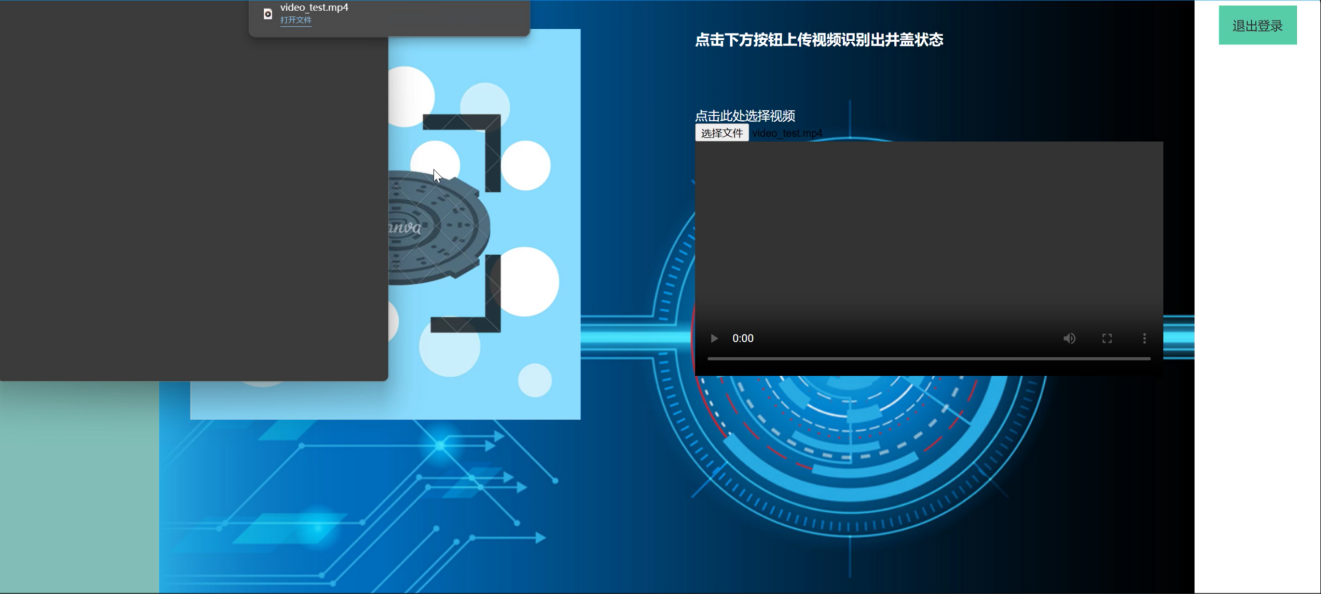 video_test.mp4
打开文件
退出登录
点击下方按钮上传视频识别出井盖状态
点击此处选择视频
选择文件 video_test.mp4
0:00